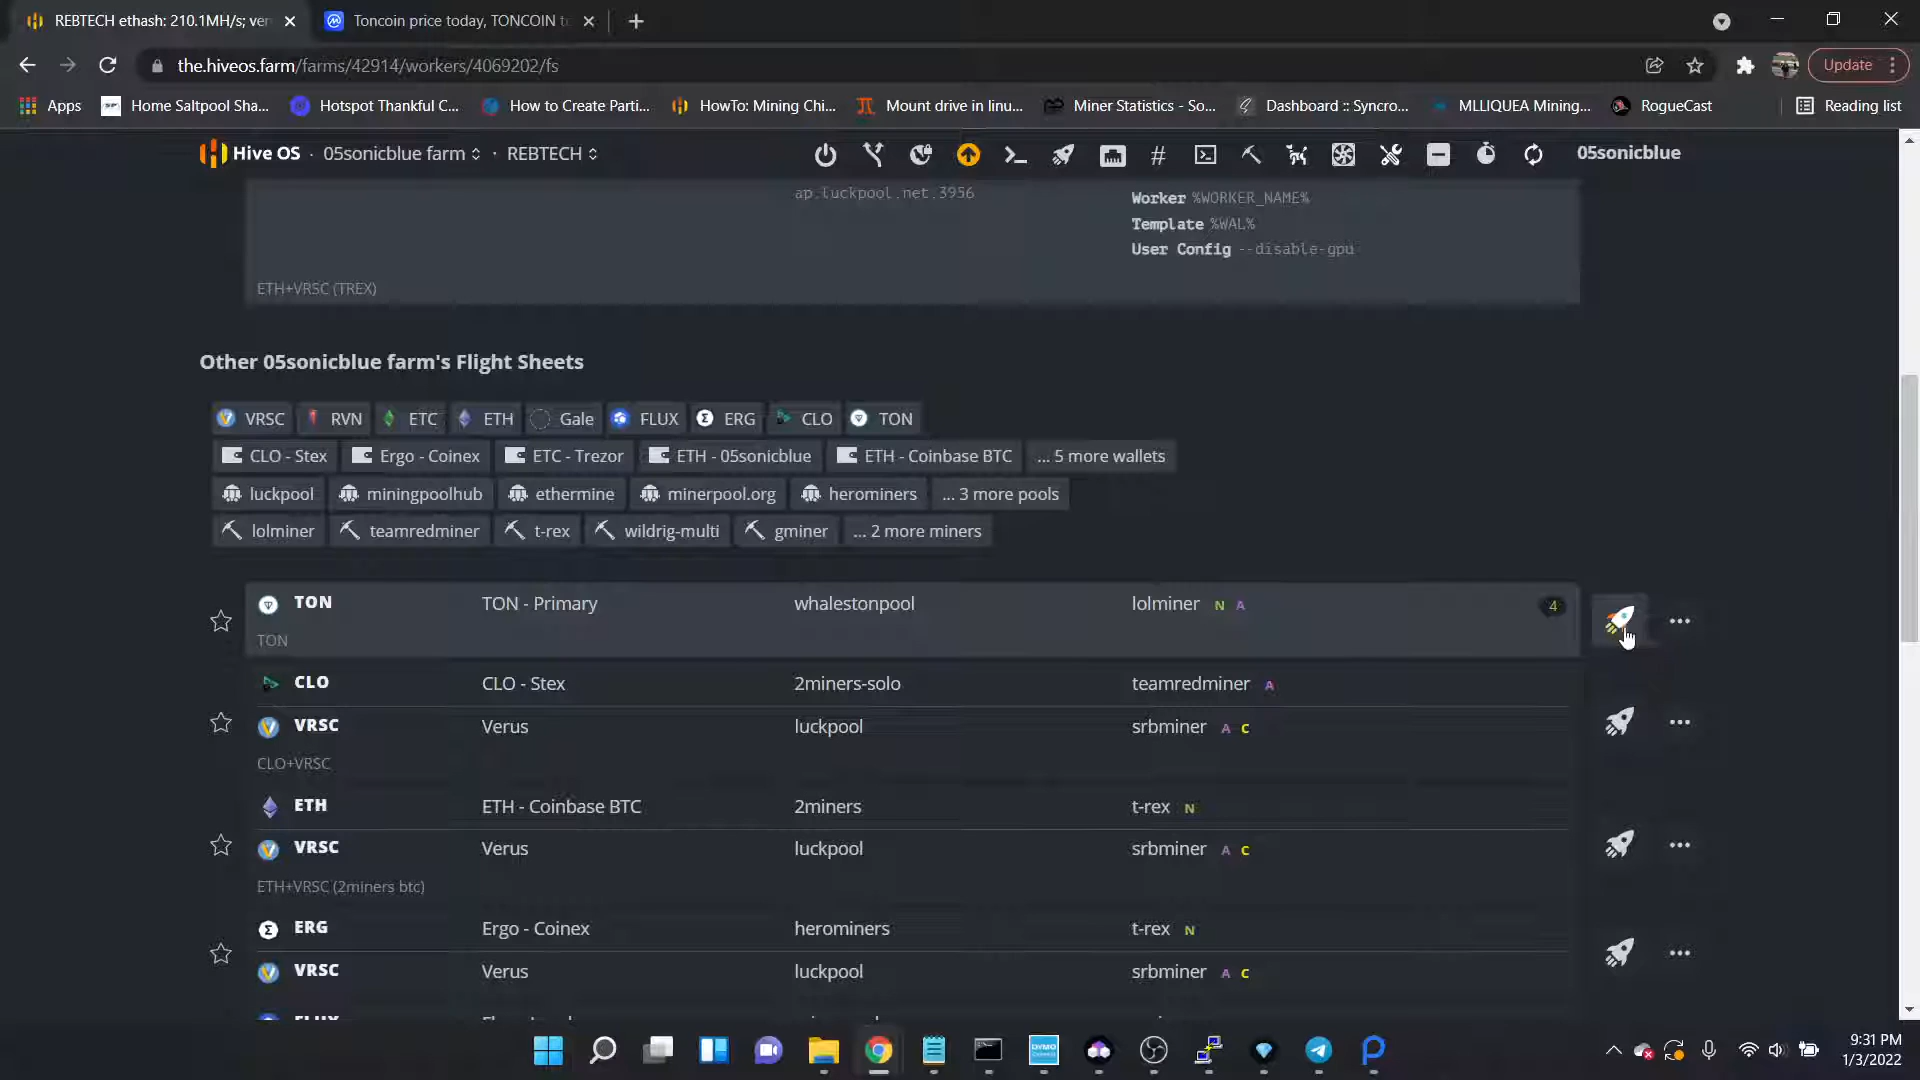 REBTECH ethash: 210.1MH/s; ver
Toncoin price today, TONCOIN t
the.hiveos.farm/farms/42914/workers/4069202/fs
Update
Apps
Home Saltpool Sha...
Hotspot Thankful C...
How to Create Parti...
HowTo: Mining Chi...
Mount drive in linu...
Miner Statistics - So...
Dashboard :: Syncro...
MLLIQUEA Mining...
RogueCast
Reading list
Hive OS · 05sonicblue farm · REBTECH
05sonicblue
ap.luckpool.net.3956
Worker %WORKER_NAME%
Template %WAL%
User Config --disable-gpu
ETH+VRSC (TREX)
Other 05sonicblue farm's Flight Sheets
VRSC RVN ETC ETH Gale FLUX ERG CLO TON
CLO - Stex Ergo - Coinex ETC - Trezor ETH - 05sonicblue ETH - Coinbase BTC ... 5 more wallets
luckpool miningpoolhub ethermine minerpool.org herominers ... 3 more pools
lolminer teamredminer t-rex wildrig-multi gminer ... 2 more miners
TON TON - Primary whalestonpool lolminer N A 4
TON
CLO CLO - Stex 2miners-solo teamredminer A
VRSC Verus luckpool srbminer A C
CLO+VRSC
ETH ETH - Coinbase BTC 2miners t-rex N
VRSC Verus luckpool srbminer A C
ETH+VRSC (2miners btc)
ERG Ergo - Coinex herominers t-rex N
VRSC Verus luckpool srbminer A C
FLUX
DYMO
9:31 PM
1/3/2022